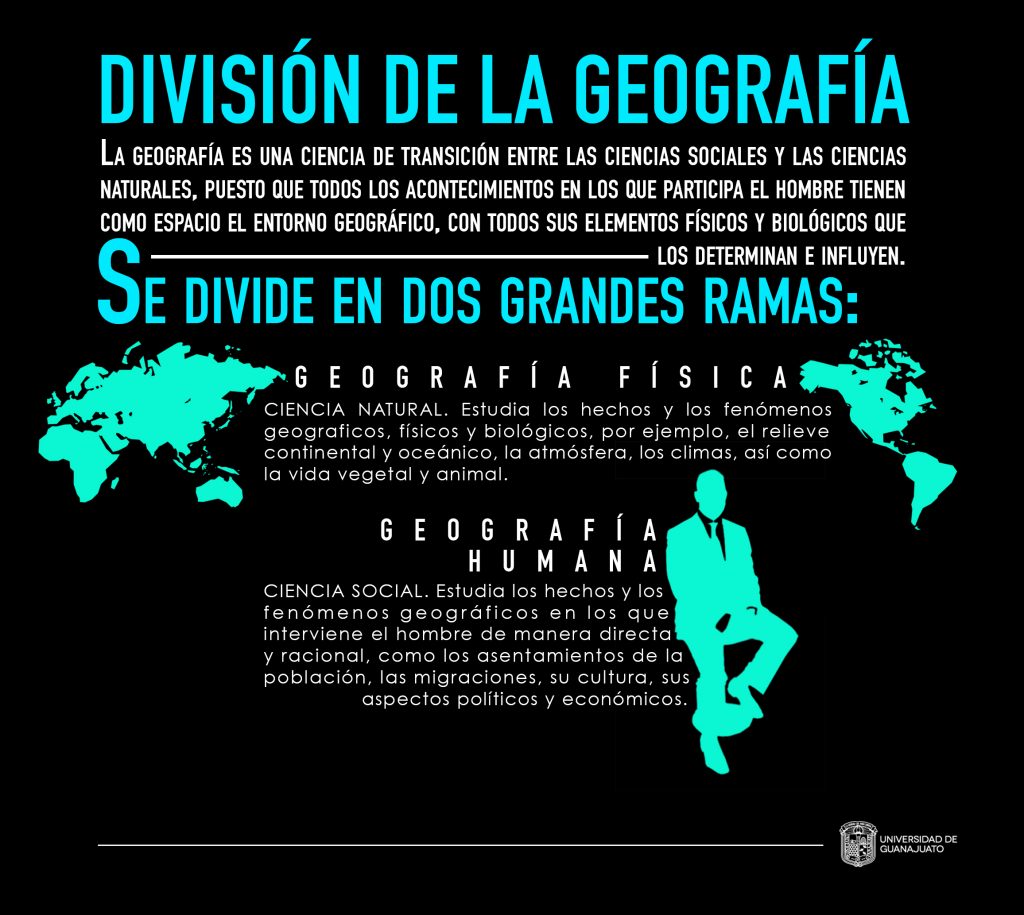 DIVISIÓN DE LA GEOGRAFÍA
LA GEOGRAFÍA ES UNA CIENCIA DE TRANSICIÓN ENTRE LAS CIENCIAS SOCIALES Y LAS CIENCIAS
NATURALES, PUESTO QUE TODOS LOS ACONTECIMIENTOS EN LOS QUE PARTICIPA EL HOMBRE TIENEN
COMO ESPACIO EL ENTORNO GEOGRÁFICO, CON TODOS SUS ELEMENTOS FÍSICOS Y BIOLÓGICOS QUE
LOS DETERMINAN E INFLUYEN.
SE DIVIDE EN DOS GRANDES RAMAS:
GEOGRAFÍA FÍSICA
CIENCIA NATURAL. Estudia los hechos y los fenómenos
geograficos, físicos y biológicos, por ejemplo, el relieve
continental y oceánico, la atmósfera, los climas, así como
la vida vegetal y animal.
GEOGRAFÍA
HUMANA
CIENCIA SOCIAL. Estudia los hechos y los
fenómenos geográficos en los que
interviene el hombre de manera directa
y racional, como los asentamientos de la
población, las migraciones, su cultura, sus
aspectos políticos y económicos.
UNIVERSIDAD DE
GUANAJUATO